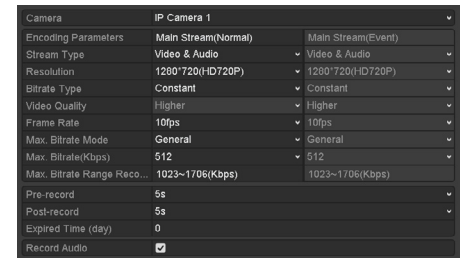 Camera IP Camera 1
Encoding Parameters Main Stream(Normal) Main Stream(Event)
Stream Type Video & Audio Video & Audio
Resolution 1280*720(HD720P) 1280*720(HD720P)
Bitrate Type Constant Constant
Video Quality Higher Higher
Frame Rate 10fps 10fps
Max. Bitrate Mode General General
Max. Bitrate(Kbps) 512 512
Max. Bitrate Range Reco... 1023~1706(Kbps) 1023~1706(Kbps)
Pre-record 5s
Post-record 5s
Expired Time (day) 0
Record Audio